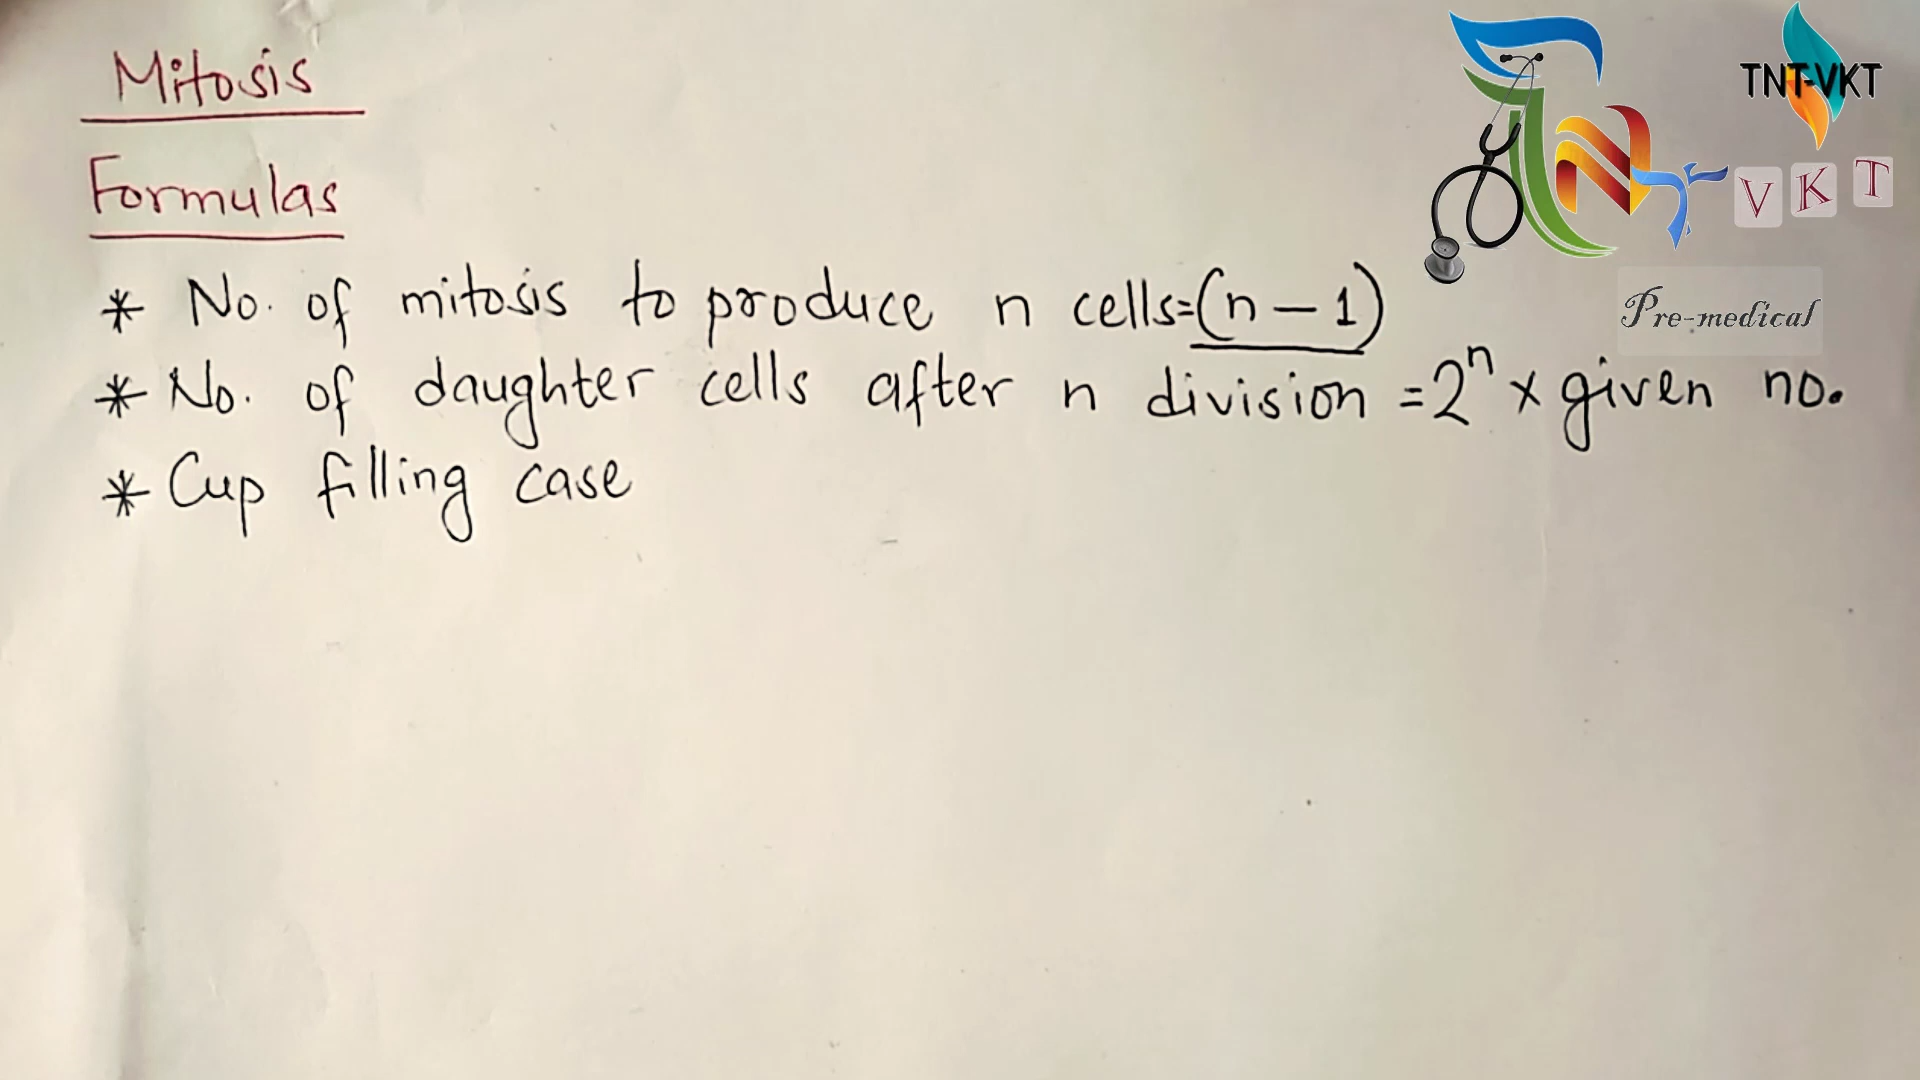 Mitosis
Formulas
* No. of mitosis to produce n cells=(n-1)
* No. of daughter cells after n division = 2ⁿ x given no.
* Cup filling case
TNT-VKT
TNT VKT
Pre-medical